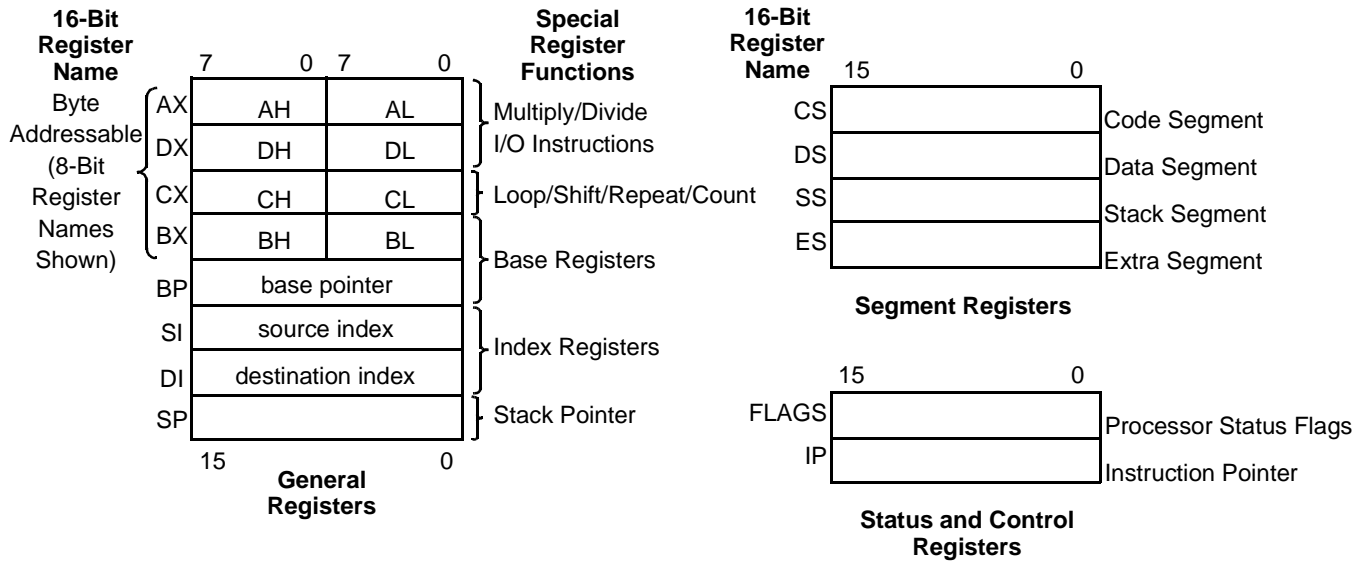 16-Bit
Register
Name
Byte
Addressable
(8-Bit
Register
Names
Shown)
7 0 7 0
Special
Register
Functions
AX AH AL
DX DH DL
CX CH CL
BX BH BL
BP base pointer
SI source index
DI destination index
SP
15 0
Multiply/Divide
I/O Instructions
Loop/Shift/Repeat/Count
Base Registers
Index Registers
Stack Pointer
General
Registers
16-Bit
Register
Name
15 0
CS Code Segment
DS Data Segment
SS Stack Segment
ES Extra Segment
Segment Registers
15 0
FLAGS Processor Status Flags
IP Instruction Pointer
Status and Control
Registers